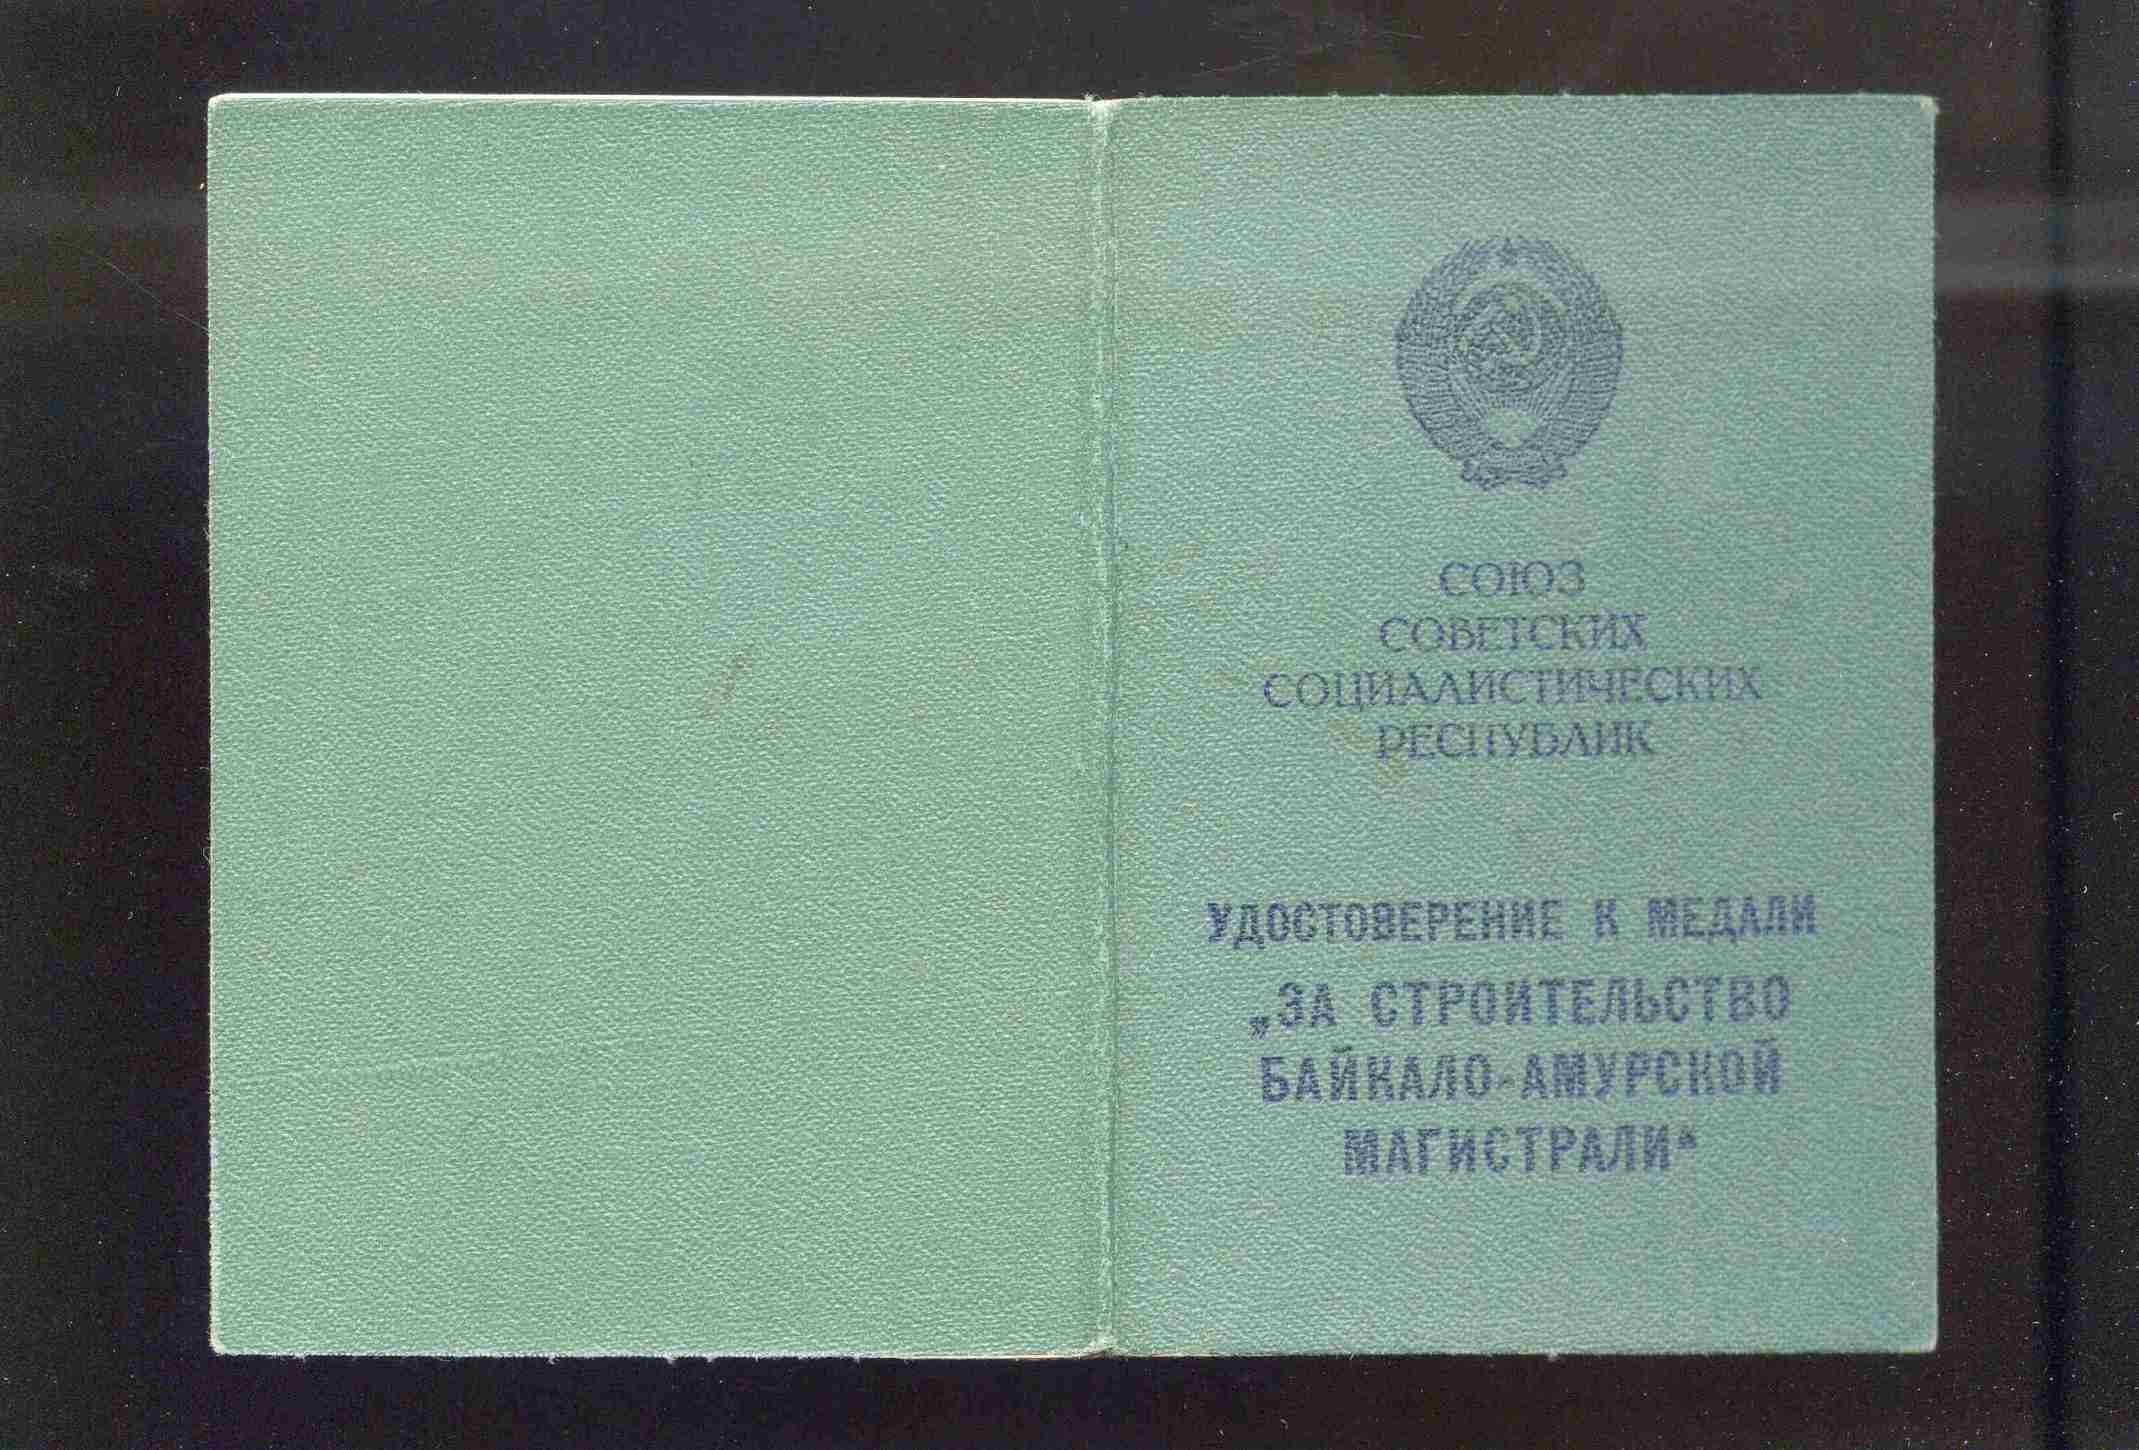 СОЮЗ
СОВЕТСКИХ
СОЦИАЛИСТИЧЕСКИХ
РЕСПУБЛИК
УДОСТОВЕРЕНИЕ К МЕДАЛИ
„ЗА СТРОИТЕЛЬСТВО
БАЙКАЛО-АМУРСКОЙ
МАГИСТРАЛИ“